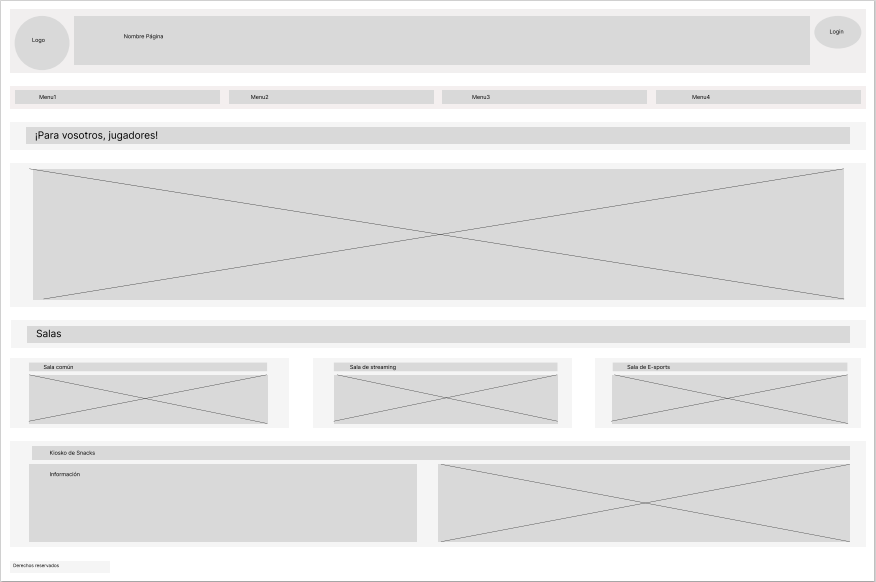 Logo
Nombre Página
Login
Menu1
Menu2
Menu3
Menu4
¡Para vosotros, jugadores!
Salas
Sala común
Sala de streaming
Sala de E-sports
Kiosko de Snacks
Información
Derechos reservados